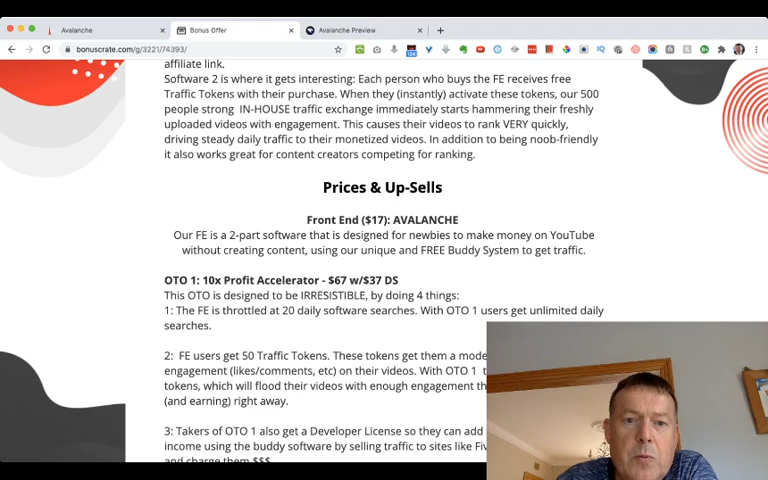 Avalanche
Bonus Offer
Avalanche Preview
bonuscrate.com/g/3221/74393/
affiliate link.
Software 2 is where it gets interesting: Each person who buys the FE receives free
Traffic Tokens with their purchase. When they (instantly) activate these tokens, our 500
people strong IN-HOUSE traffic exchange immediately starts hammering their freshly
uploaded videos with engagement. This causes their videos to rank VERY quickly,
driving steady daily traffic to their monetized videos. In addition to being noob-friendly
it also works great for content creators competing for ranking.
Prices & Up-Sells
Front End ($17): AVALANCHE
Our FE is a 2-part software that is designed for newbies to make money on YouTube
without creating content, using our unique and FREE Buddy System to get traffic.
OTO 1: 10x Profit Accelerator - $67 w/$37 DS
This OTO is designed to be IRRESISTIBLE, by doing 4 things:
1: The FE is throttled at 20 daily software searches. With OTO 1 users get unlimited daily
searches.
2: FE users get 50 Traffic Tokens. These tokens get them a mode
engagement (likes/comments, etc) on their videos. With OTO 1 t
tokens, which will flood their videos with enough engagement th
(and earning) right away.
3: Takers of OTO 1 also get a Developer License so they can add
income using the buddy software by selling traffic to sites like Fiv
and charge them $$$